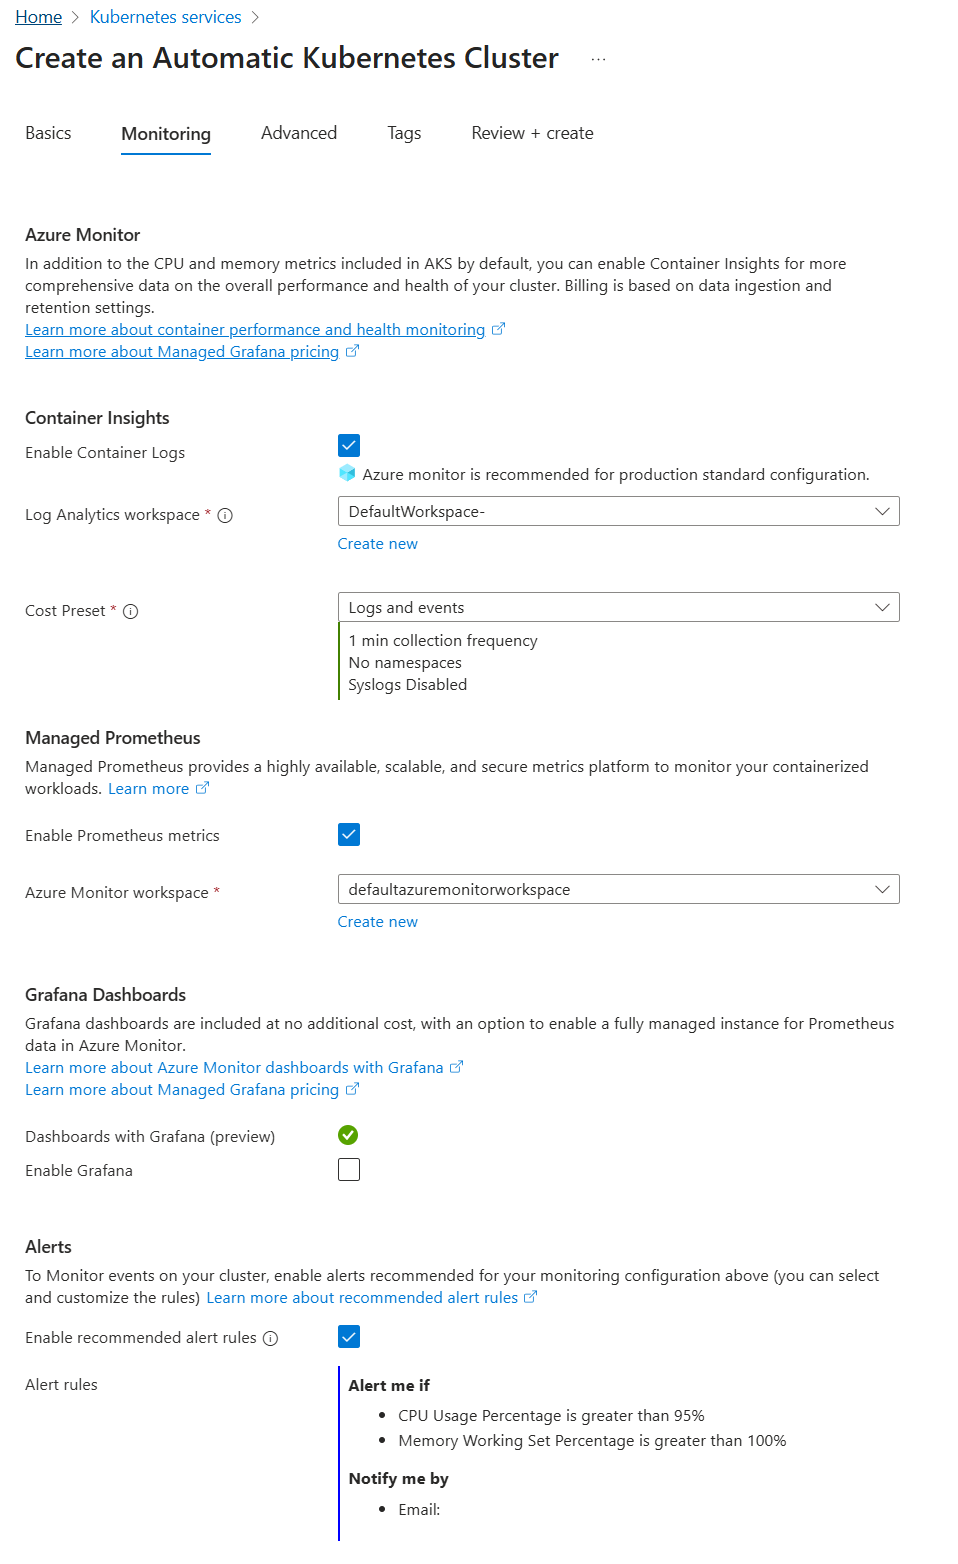 Home > Kubernetes services >
Create an Automatic Kubernetes Cluster ...
Basics Monitoring Advanced Tags Review + create
Azure Monitor
In addition to the CPU and memory metrics included in AKS by default, you can enable Container Insights for more
comprehensive data on the overall performance and health of your cluster. Billing is based on data ingestion and
retention settings.
Learn more about container performance and health monitoring
Learn more about Managed Grafana pricing
Container Insights
Enable Container Logs
Azure monitor is recommended for production standard configuration.
Log Analytics workspace * DefaultWorkspace-
Create new
Cost Preset * Logs and events
1 min collection frequency
No namespaces
Syslogs Disabled
Managed Prometheus
Managed Prometheus provides a highly available, scalable, and secure metrics platform to monitor your containerized
workloads. Learn more
Enable Prometheus metrics
Azure Monitor workspace * defaultazuremonitorworkspace
Create new
Grafana Dashboards
Grafana dashboards are included at no additional cost, with an option to enable a fully managed instance for Prometheus
data in Azure Monitor.
Learn more about Azure Monitor dashboards with Grafana
Learn more about Managed Grafana pricing
Dashboards with Grafana (preview)
Enable Grafana
Alerts
To Monitor events on your cluster, enable alerts recommended for your monitoring configuration above (you can select
and customize the rules) Learn more about recommended alert rules
Enable recommended alert rules
Alert rules Alert me if
• CPU Usage Percentage is greater than 95%
• Memory Working Set Percentage is greater than 100%
Notify me by
• Email: